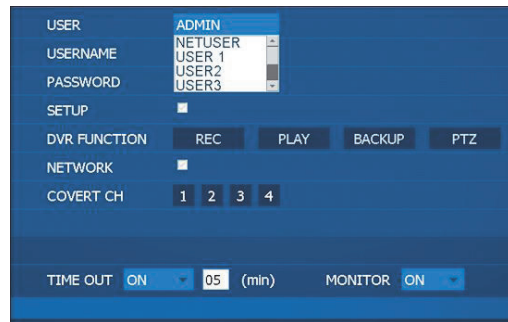 USER ADMIN
NETUSER
USERNAME USER 1
USER2
PASSWORD USER3
SETUP
DVR FUNCTION REC PLAY BACKUP PTZ
NETWORK
COVERT CH 1 2 3 4
TIME OUT ON 05 (min) MONITOR ON